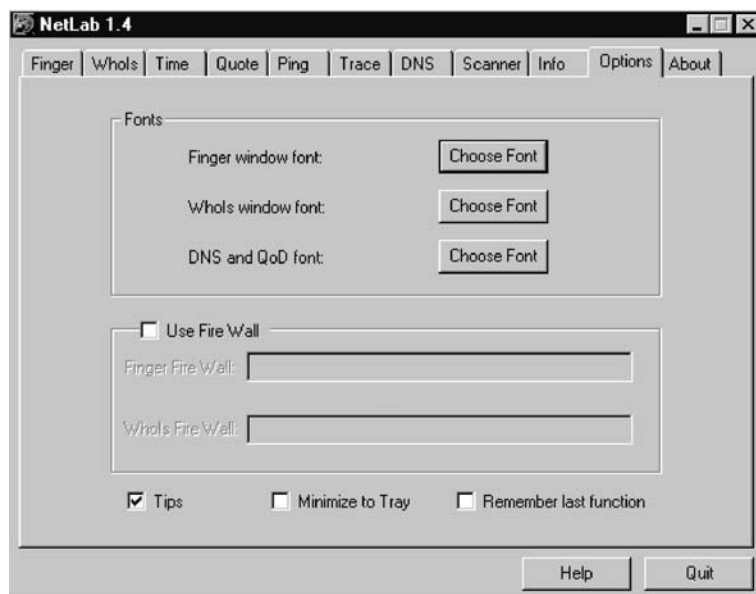 NetLab 1.4
Finger WhoIs Time Quote Ping Trace DNS Scanner Info Options About
Fonts
Finger window font: Choose Font
WhoIs window font: Choose Font
DNS and QoD font: Choose Font
Use Fire Wall
Finger Fire Wall:
WhoIs Fire Wall:
Tips Minimize to Tray Remember last function
Help Quit